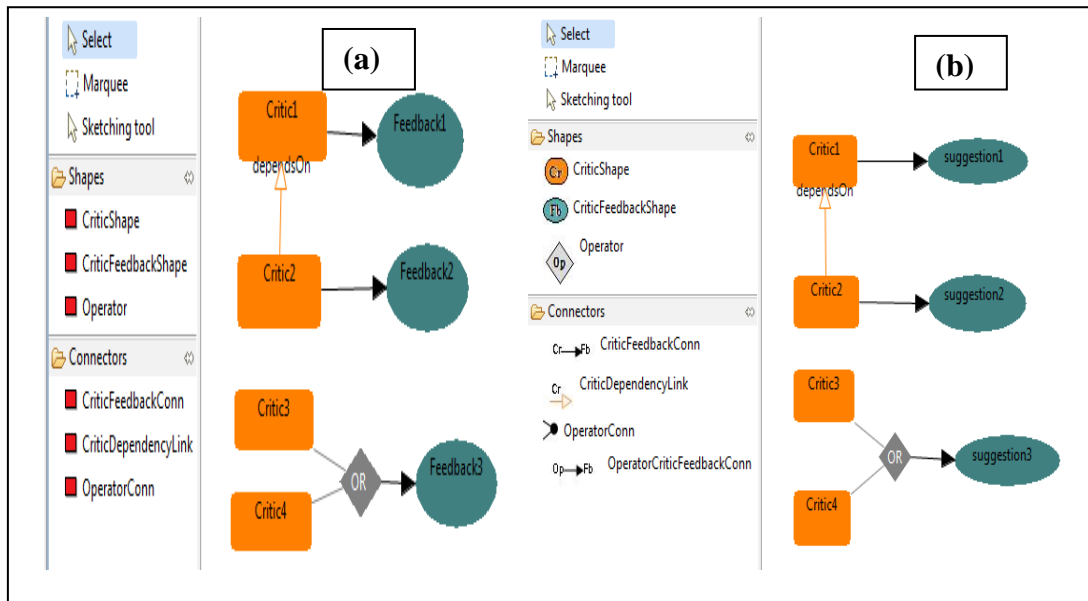 Select
Marquee
Sketching tool
Shapes
CriticShape
CriticFeedbackShape
Operator
Connectors
CriticFeedbackConn
CriticDependencyLink
OperatorConn
(a)
Critic1
Feedback1
dependsOn
Critic2
Feedback2
Critic3
OR
Feedback3
Critic4
Select
Marquee
Sketching tool
Shapes
Cr CriticShape
Fb CriticFeedbackShape
Op Operator
Connectors
Cr Fb CriticFeedbackConn
Cr CriticDependencyLink
OperatorConn
Op Fb OperatorCriticFeedbackConn
(b)
Critic1
suggestion1
dependsOn
Critic2
suggestion2
Critic3
OR
suggestion3
Critic4